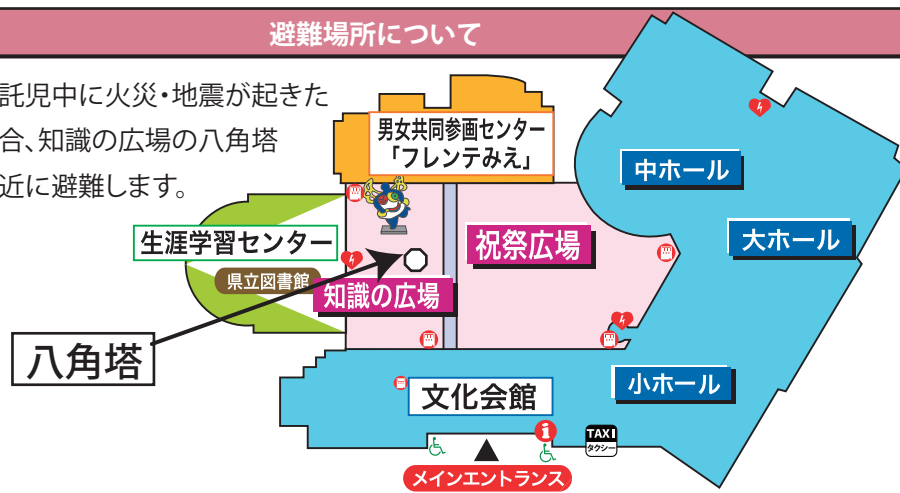 避難場所について
託児中に火災・地震が起きた
合、知識の広場の八角塔
近に避難します。
男女共同参画センター
「フレンテみえ」
中ホール
大ホール
生涯学習センター
県立図書館
祝祭広場
知識の広場
八角塔
小ホール
文化会館
i
TAXI
タクシー
メインエントランス